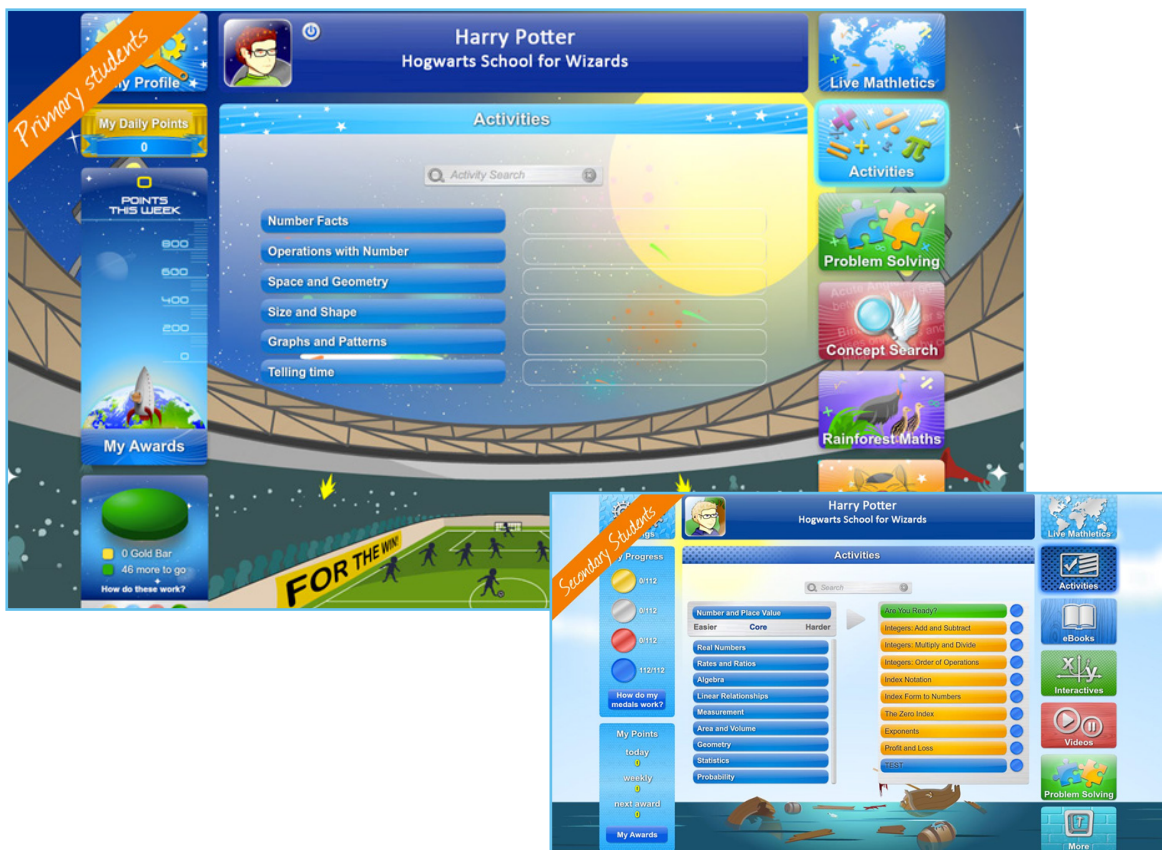 Primary students
My Profile
My Daily Points
0
0
POINTS
THIS WEEK
800
600
400
200
0
My Awards
0 Gold Bar
46 more to go
How do these work?
Harry Potter
Hogwarts School for Wizards
Activities
Activity Search
Number Facts
Operations with Number
Space and Geometry
Size and Shape
Graphs and Patterns
Telling time
Live Mathletics
Activities
Problem Solving
Concept Search
Rainforest Maths
FOR THE WIN!
Secondary Students
My Progress
0/112
0/112
0/112
112/112
How do my
medals work?
My Points
today
0
weekly
0
next award
0
My Awards
Harry Potter
Hogwarts School for Wizards
Activities
Search
Number and Place Value
Easier Core Harder
Real Numbers
Rates and Ratios
Algebra
Linear Relationships
Measurement
Area and Volume
Geometry
Statistics
Probability
Are You Ready?
Integers: Add and Subtract
Integers: Multiply and Divide
Integers: Order of Operations
Index Notation
Index Form to Numbers
The Zero Index
Exponents
Profit and Loss
TEST
Live Mathletics
Activities
eBooks
Interactives
Videos
Problem Solving
More